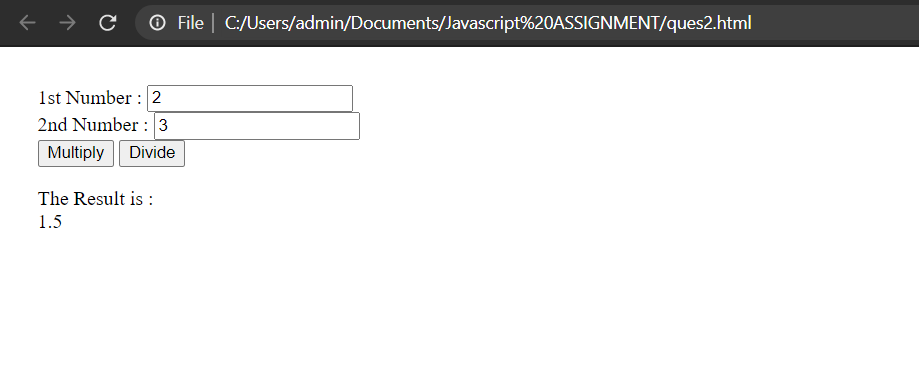 File | C:/Users/admin/Documents/Javascript%20ASSIGNMENT/ques2.html
1st Number : 2
2nd Number : 3
Multiply Divide
The Result is :
1.5